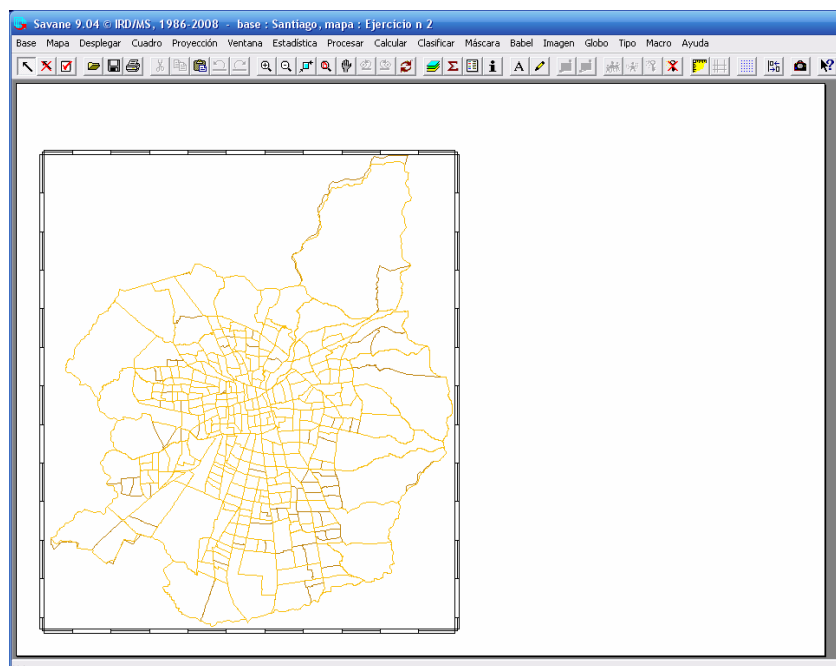 Savane 9.04 © IRD/MS, 1986-2008 - base : Santiago, mapa : Ejercicio n 2
Base Mapa Desplegar Cuadro Proyección Ventana Estadística Procesar Calcular Clasificar Máscara Babel Imagen Globo Tipo Macro Ayuda